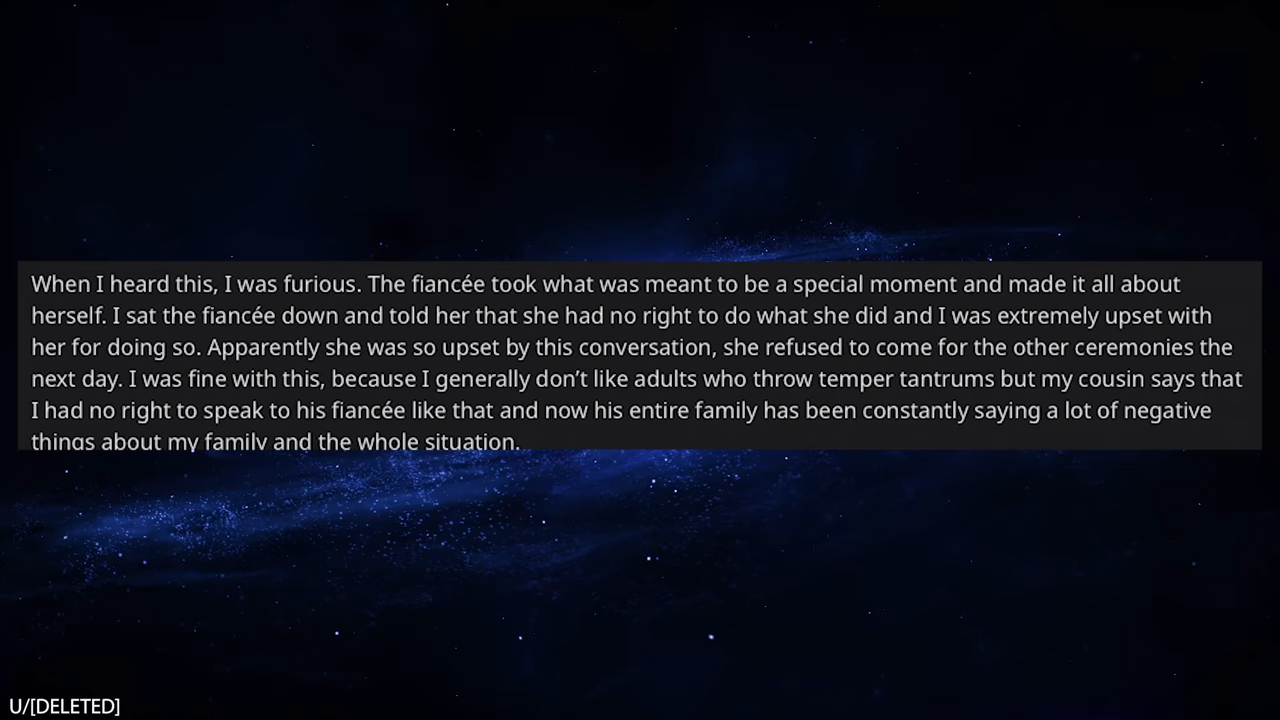 When I heard this, I was furious. The fiancée took what was meant to be a special moment and made it all about
herself. I sat the fiancée down and told her that she had no right to do what she did and I was extremely upset with
her for doing so. Apparently she was so upset by this conversation, she refused to come for the other ceremonies the
next day. I was fine with this, because I generally don’t like adults who throw temper tantrums but my cousin says that
I had no right to speak to his fiancée like that and now his entire family has been constantly saying a lot of negative
things about my family and the whole situation.
U/[DELETED]